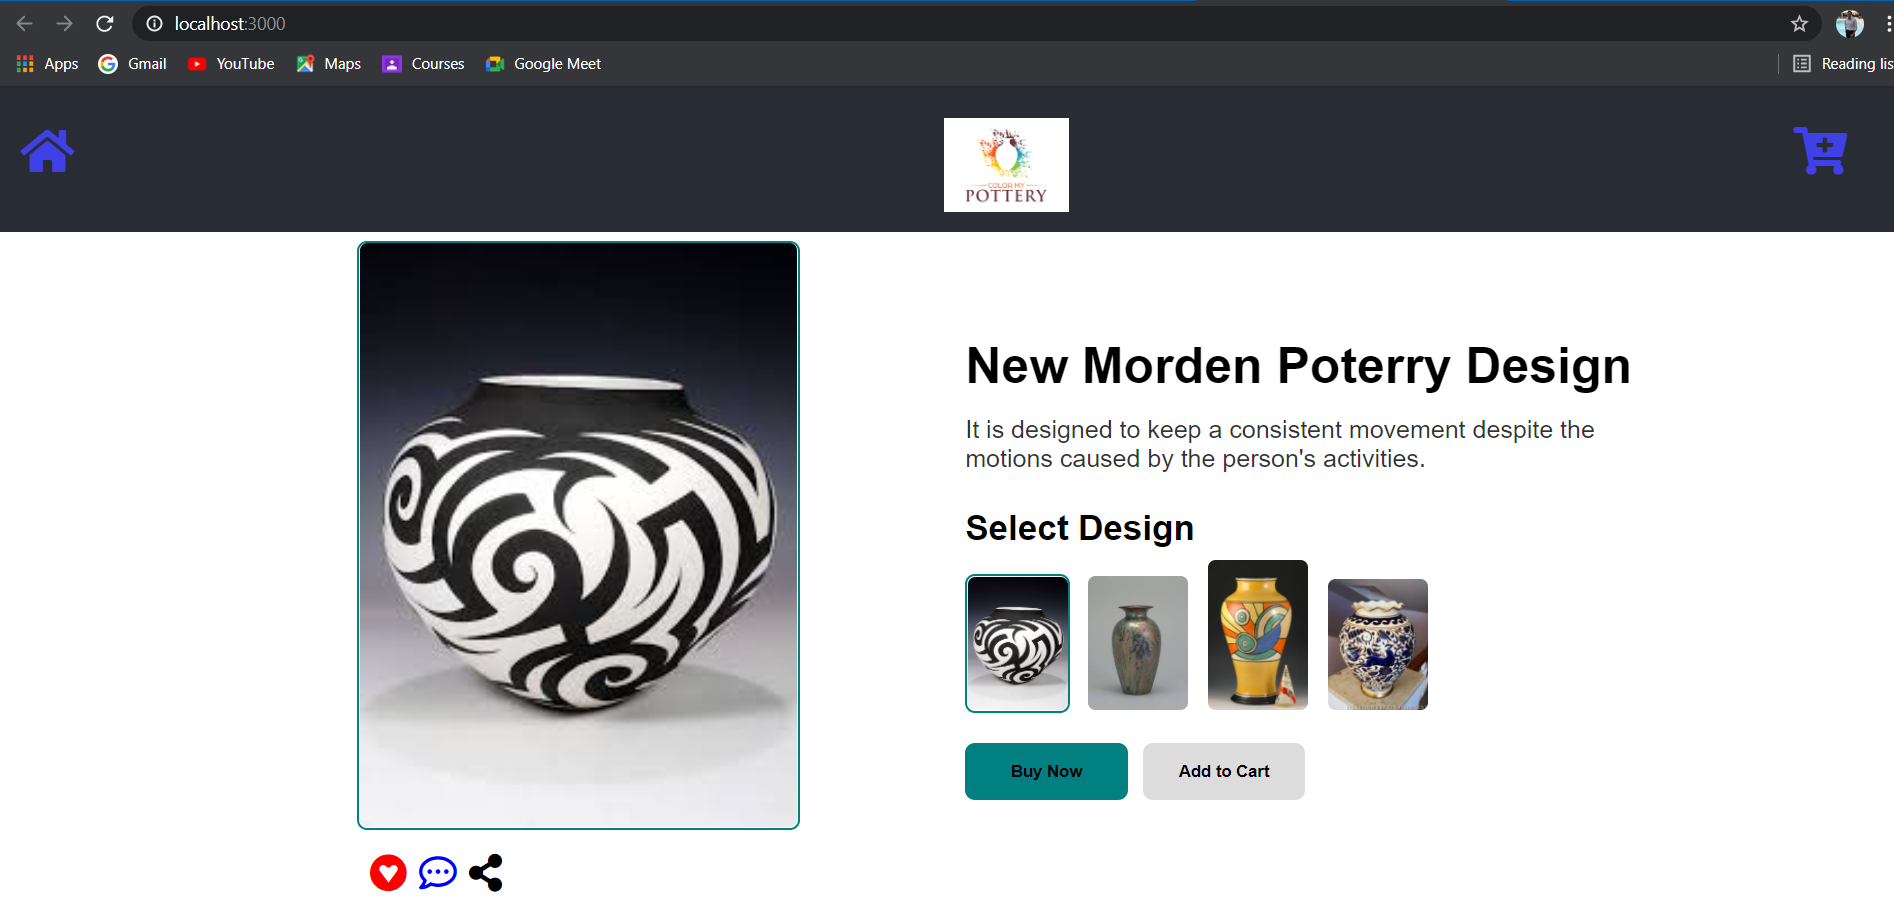 localhost:3000
Apps Gmail YouTube Maps Courses Google Meet Reading lis
COLOR MY
POTTERY
New Morden Poterry Design
It is designed to keep a consistent movement despite the
motions caused by the person's activities.
Select Design
Buy Now Add to Cart